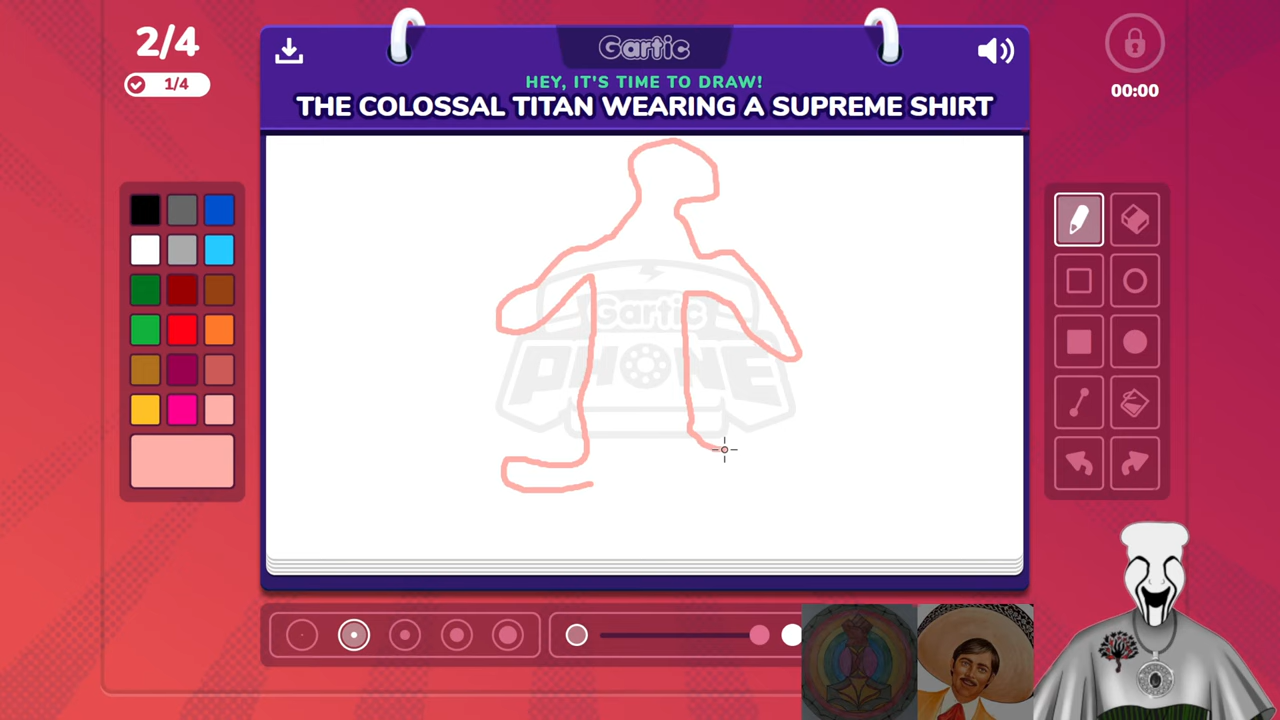 2/4
1/4
Gartic
HEY, IT'S TIME TO DRAW!
THE COLOSSAL TITAN WEARING A SUPREME SHIRT
00:00
Gartic
PHONE